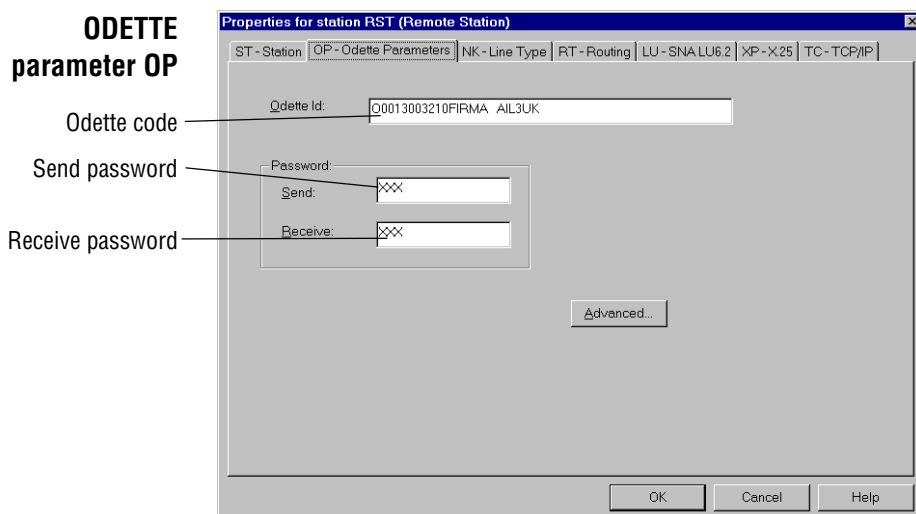 ODETTE
parameter OP
Odette code
Send password
Receive password
Properties for station RST (Remote Station)
ST - Station
OP - Odette Parameters
NK - Line Type
RT - Routing
LU - SNA LU6.2
XP - X.25
TC - TCP/IP
Odette Id:
O0013003210FIRMA AIL3UK
Password:
Send:
XXX
Receive:
XXX
Advanced...
OK
Cancel
Help